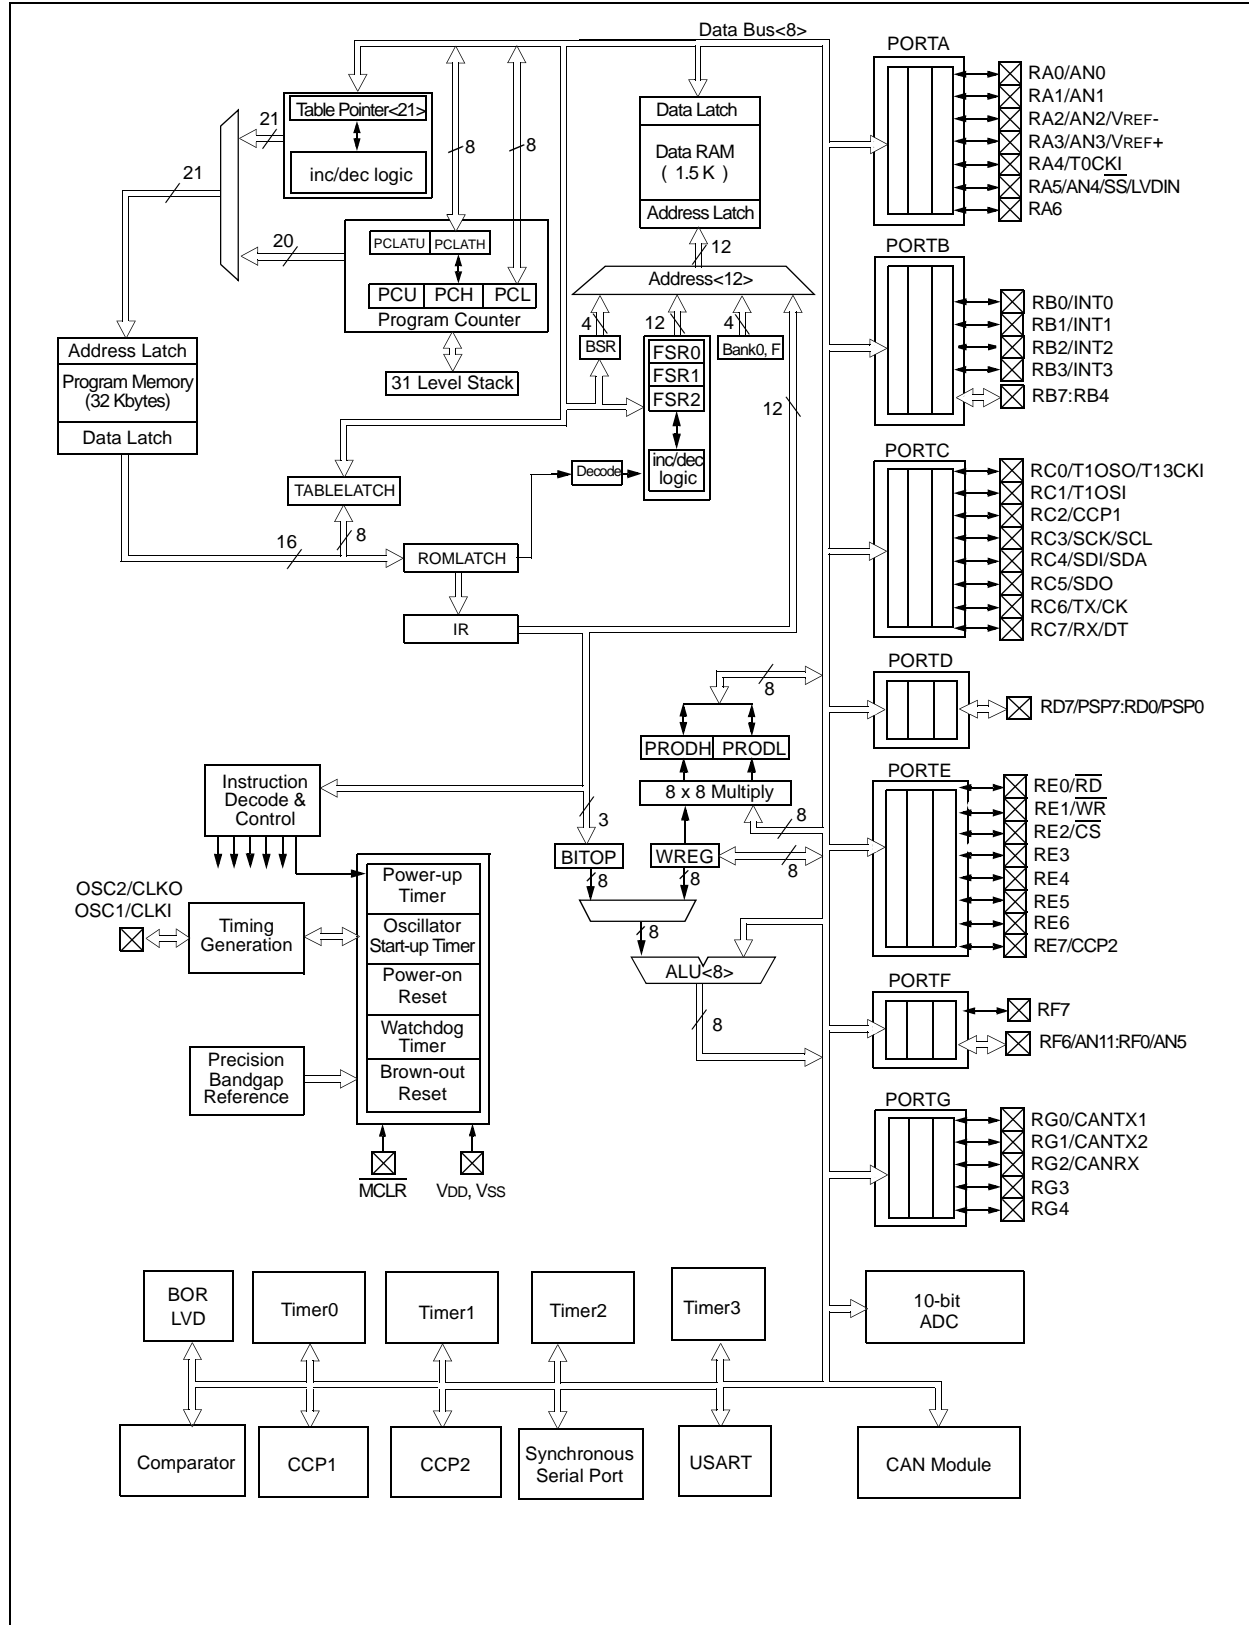 Data Bus<8>
Table Pointer<21>
inc/dec logic
21
21
20
8
8
PCLATU
PCLATH
PCU
PCH
PCL
Program Counter
31 Level Stack
Address Latch
Program Memory
(32 Kbytes)
Data Latch
TABLELATCH
8
16
ROMLATCH
IR
Data Latch
Data RAM
( 1.5 K )
Address Latch
12
Address<12>
4
12
4
BSR
FSR0
FSR1
FSR2
inc/dec
logic
Bank0, F
12
Decode
8
PRODH
PRODL
8 x 8 Multiply
8
3
BITOP
WREG
8
8
8
8
ALU<8>
8
Instruction
Decode &
Control
OSC2/CLKO
OSC1/CLKI
Timing
Generation
Power-up
Timer
Oscillator
Start-up Timer
Power-on
Reset
Watchdog
Timer
Brown-out
Reset
Precision
Bandgap
Reference
MCLR
VDD, VSS
PORTA
RA0/AN0
RA1/AN1
RA2/AN2/VREF-
RA3/AN3/VREF+
RA4/T0CKI
RA5/AN4/SS/LVDIN
RA6
PORTB
RB0/INT0
RB1/INT1
RB2/INT2
RB3/INT3
RB7:RB4
PORTC
RC0/T1OSO/T13CKI
RC1/T1OSI
RC2/CCP1
RC3/SCK/SCL
RC4/SDI/SDA
RC5/SDO
RC6/TX/CK
RC7/RX/DT
PORTD
RD7/PSP7:RD0/PSP0
PORTE
RE0/RD
RE1/WR
RE2/CS
RE3
RE4
RE5
RE6
RE7/CCP2
PORTF
RF7
RF6/AN11:RF0/AN5
PORTG
RG0/CANTX1
RG1/CANTX2
RG2/CANRX
RG3
RG4
BOR
LVD
Timer0
Timer1
Timer2
Timer3
10-bit
ADC
Comparator
CCP1
CCP2
Synchronous
Serial Port
USART
CAN Module